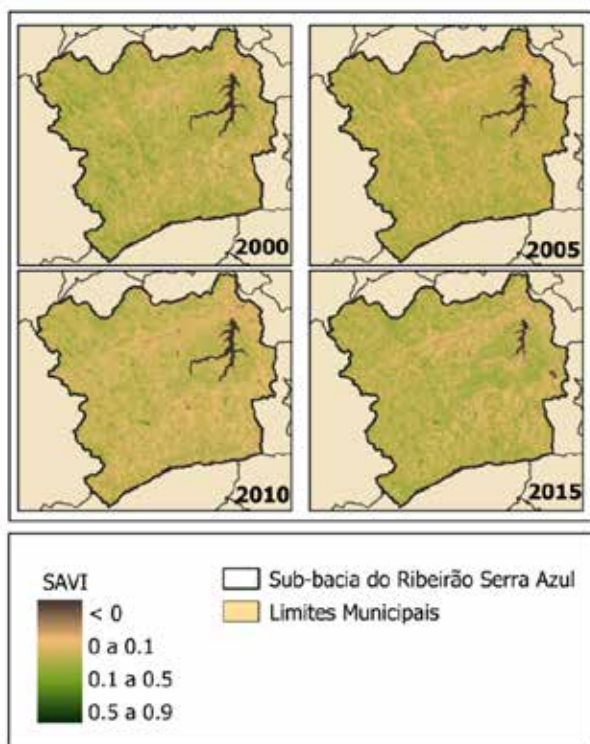 2000
2005
2010
2015
SAVI
< 0
0 a 0.1
0.1 a 0.5
0.5 a 0.9
Sub-bacia do Ribeirão Serra Azul
Limites Municipais